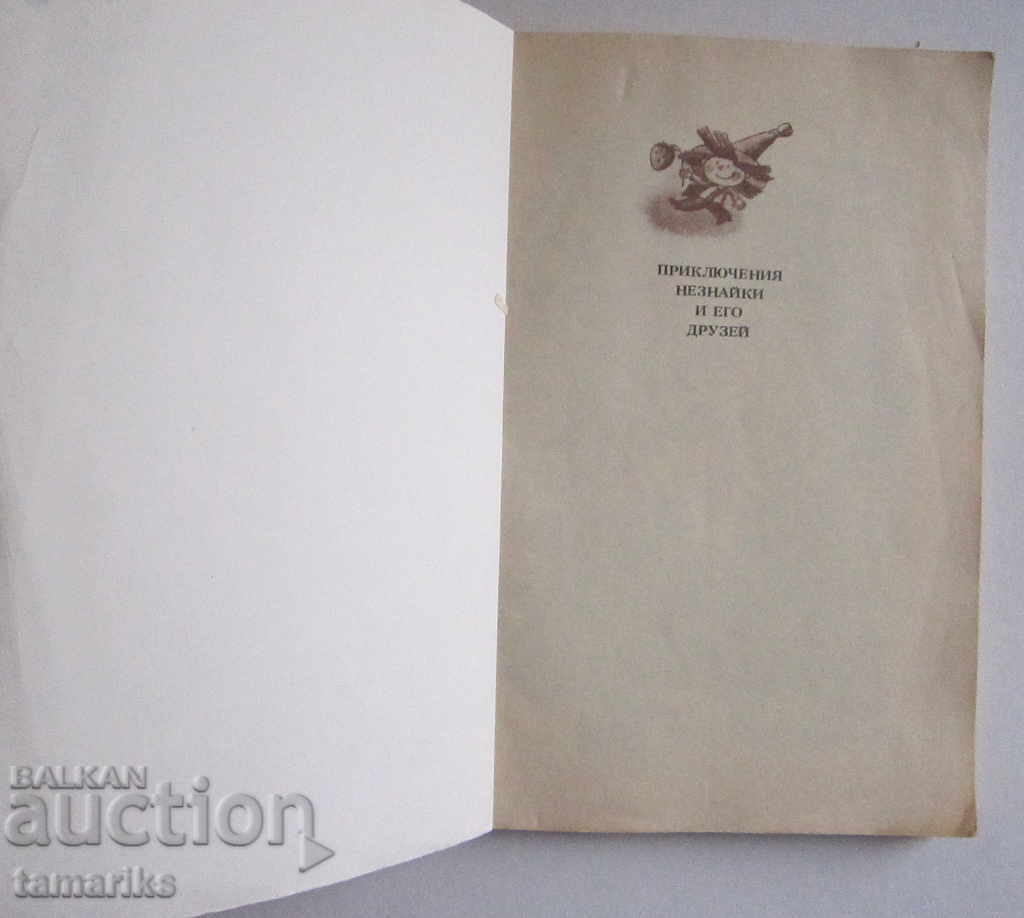 ПРИКЛЮЧЕНИЯ
НЕЗНАЙКИ
И ЕГО
ДРУЗЕЙ
BALKAN
auction
tamariks